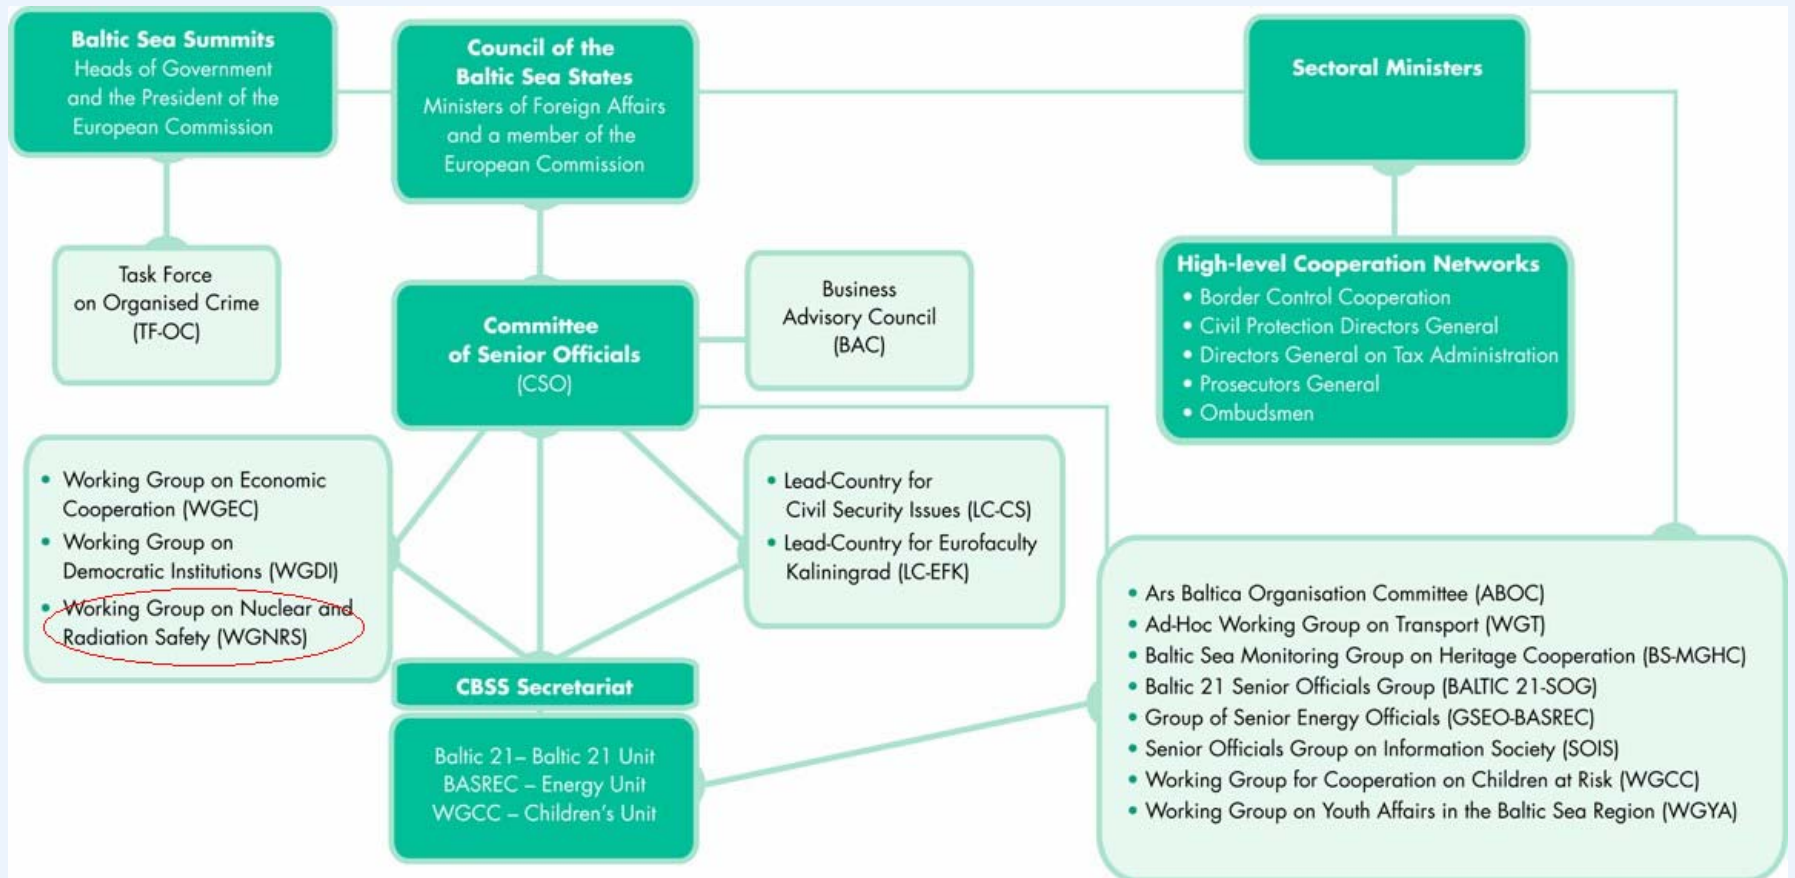 Baltic Sea Summits
Heads of Government
and the President of the
European Commission
Council of the
Baltic Sea States
Ministers of Foreign Affairs
and a member of the
European Commission
Sectoral Ministers
Task Force
on Organised Crime
(TF-OC)
Committee
of Senior Officials
(CSO)
Business
Advisory Council
(BAC)
High-level Cooperation Networks
• Border Control Cooperation
• Civil Protection Directors General
• Directors General on Tax Administration
• Prosecutors General
• Ombudsmen
• Working Group on Economic
Cooperation (WGEC)
• Working Group on
Democratic Institutions (WGDI)
• Working Group on Nuclear and
Radiation Safety (WGNRS)
• Lead-Country for
Civil Security Issues (LC-CS)
• Lead-Country for Eurofaculty
Kaliningrad (LC-EFK)
CBSS Secretariat
Baltic 21– Baltic 21 Unit
BASREC – Energy Unit
WGCC – Children's Unit
• Ars Baltica Organisation Committee (ABOC)
• Ad-Hoc Working Group on Transport (WGT)
• Baltic Sea Monitoring Group on Heritage Cooperation (BS-MGHC)
• Baltic 21 Senior Officials Group (BALTIC 21-SOG)
• Group of Senior Energy Officials (GSEO-BASREC)
• Senior Officials Group on Information Society (SOIS)
• Working Group for Cooperation on Children at Risk (WGCC)
• Working Group on Youth Affairs in the Baltic Sea Region (WGYA)